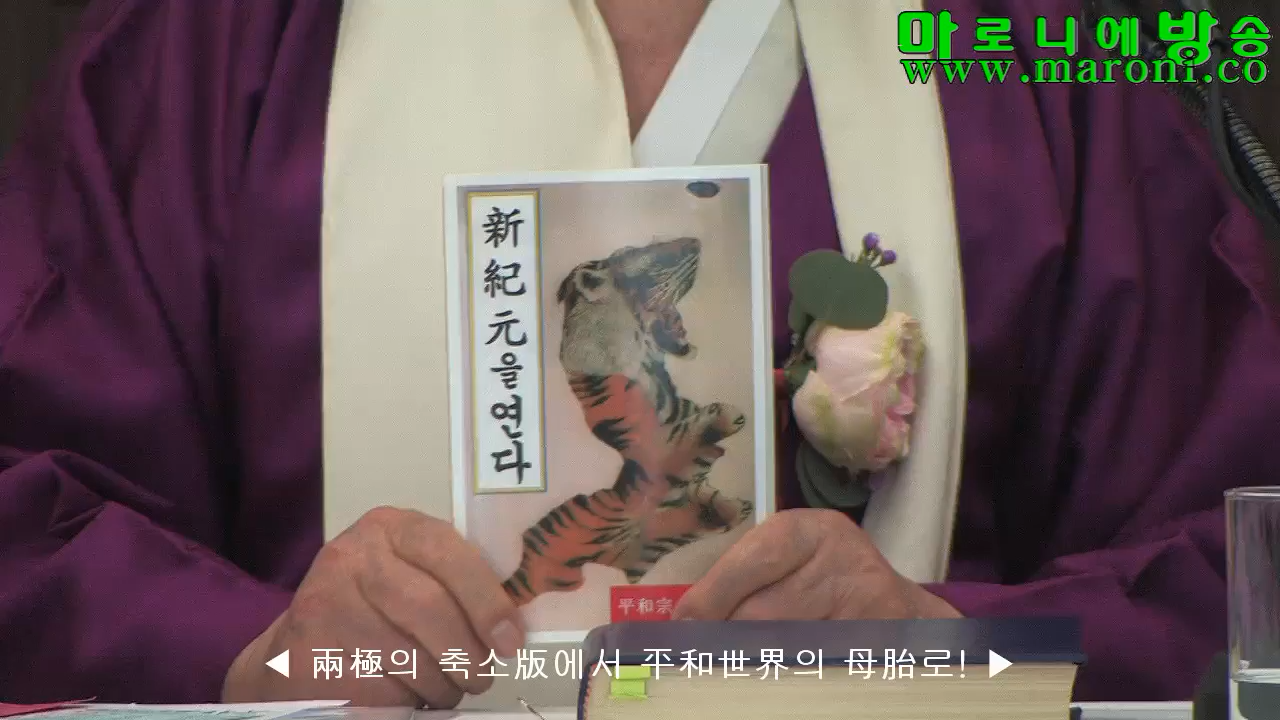 마로니에방송
www.maroni.co
新紀元을연다
平和宗
◀ 兩極의 축소版에서 平和世界의 母胎로! ▶